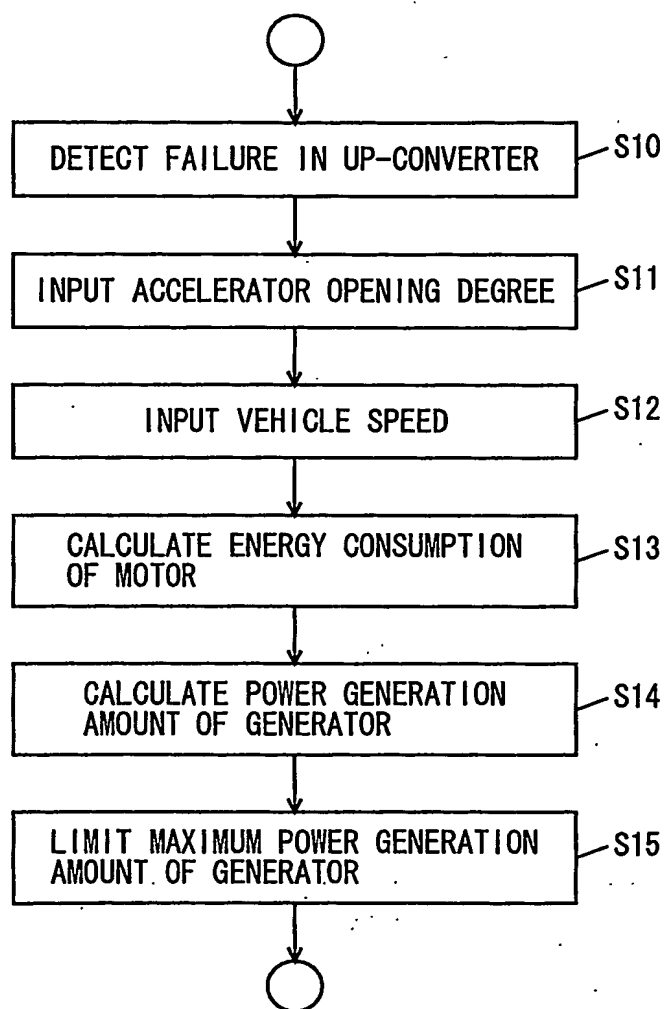 DETECT FAILURE IN UP-CONVERTER
S10
INPUT ACCELERATOR OPENING DEGREE
S11
INPUT VEHICLE SPEED
S12
CALCULATE ENERGY CONSUMPTION
OF MOTOR
S13
CALCULATE POWER GENERATION
AMOUNT OF GENERATOR
S14
LIMIT MAXIMUM POWER GENERATION
AMOUNT OF GENERATOR
S15